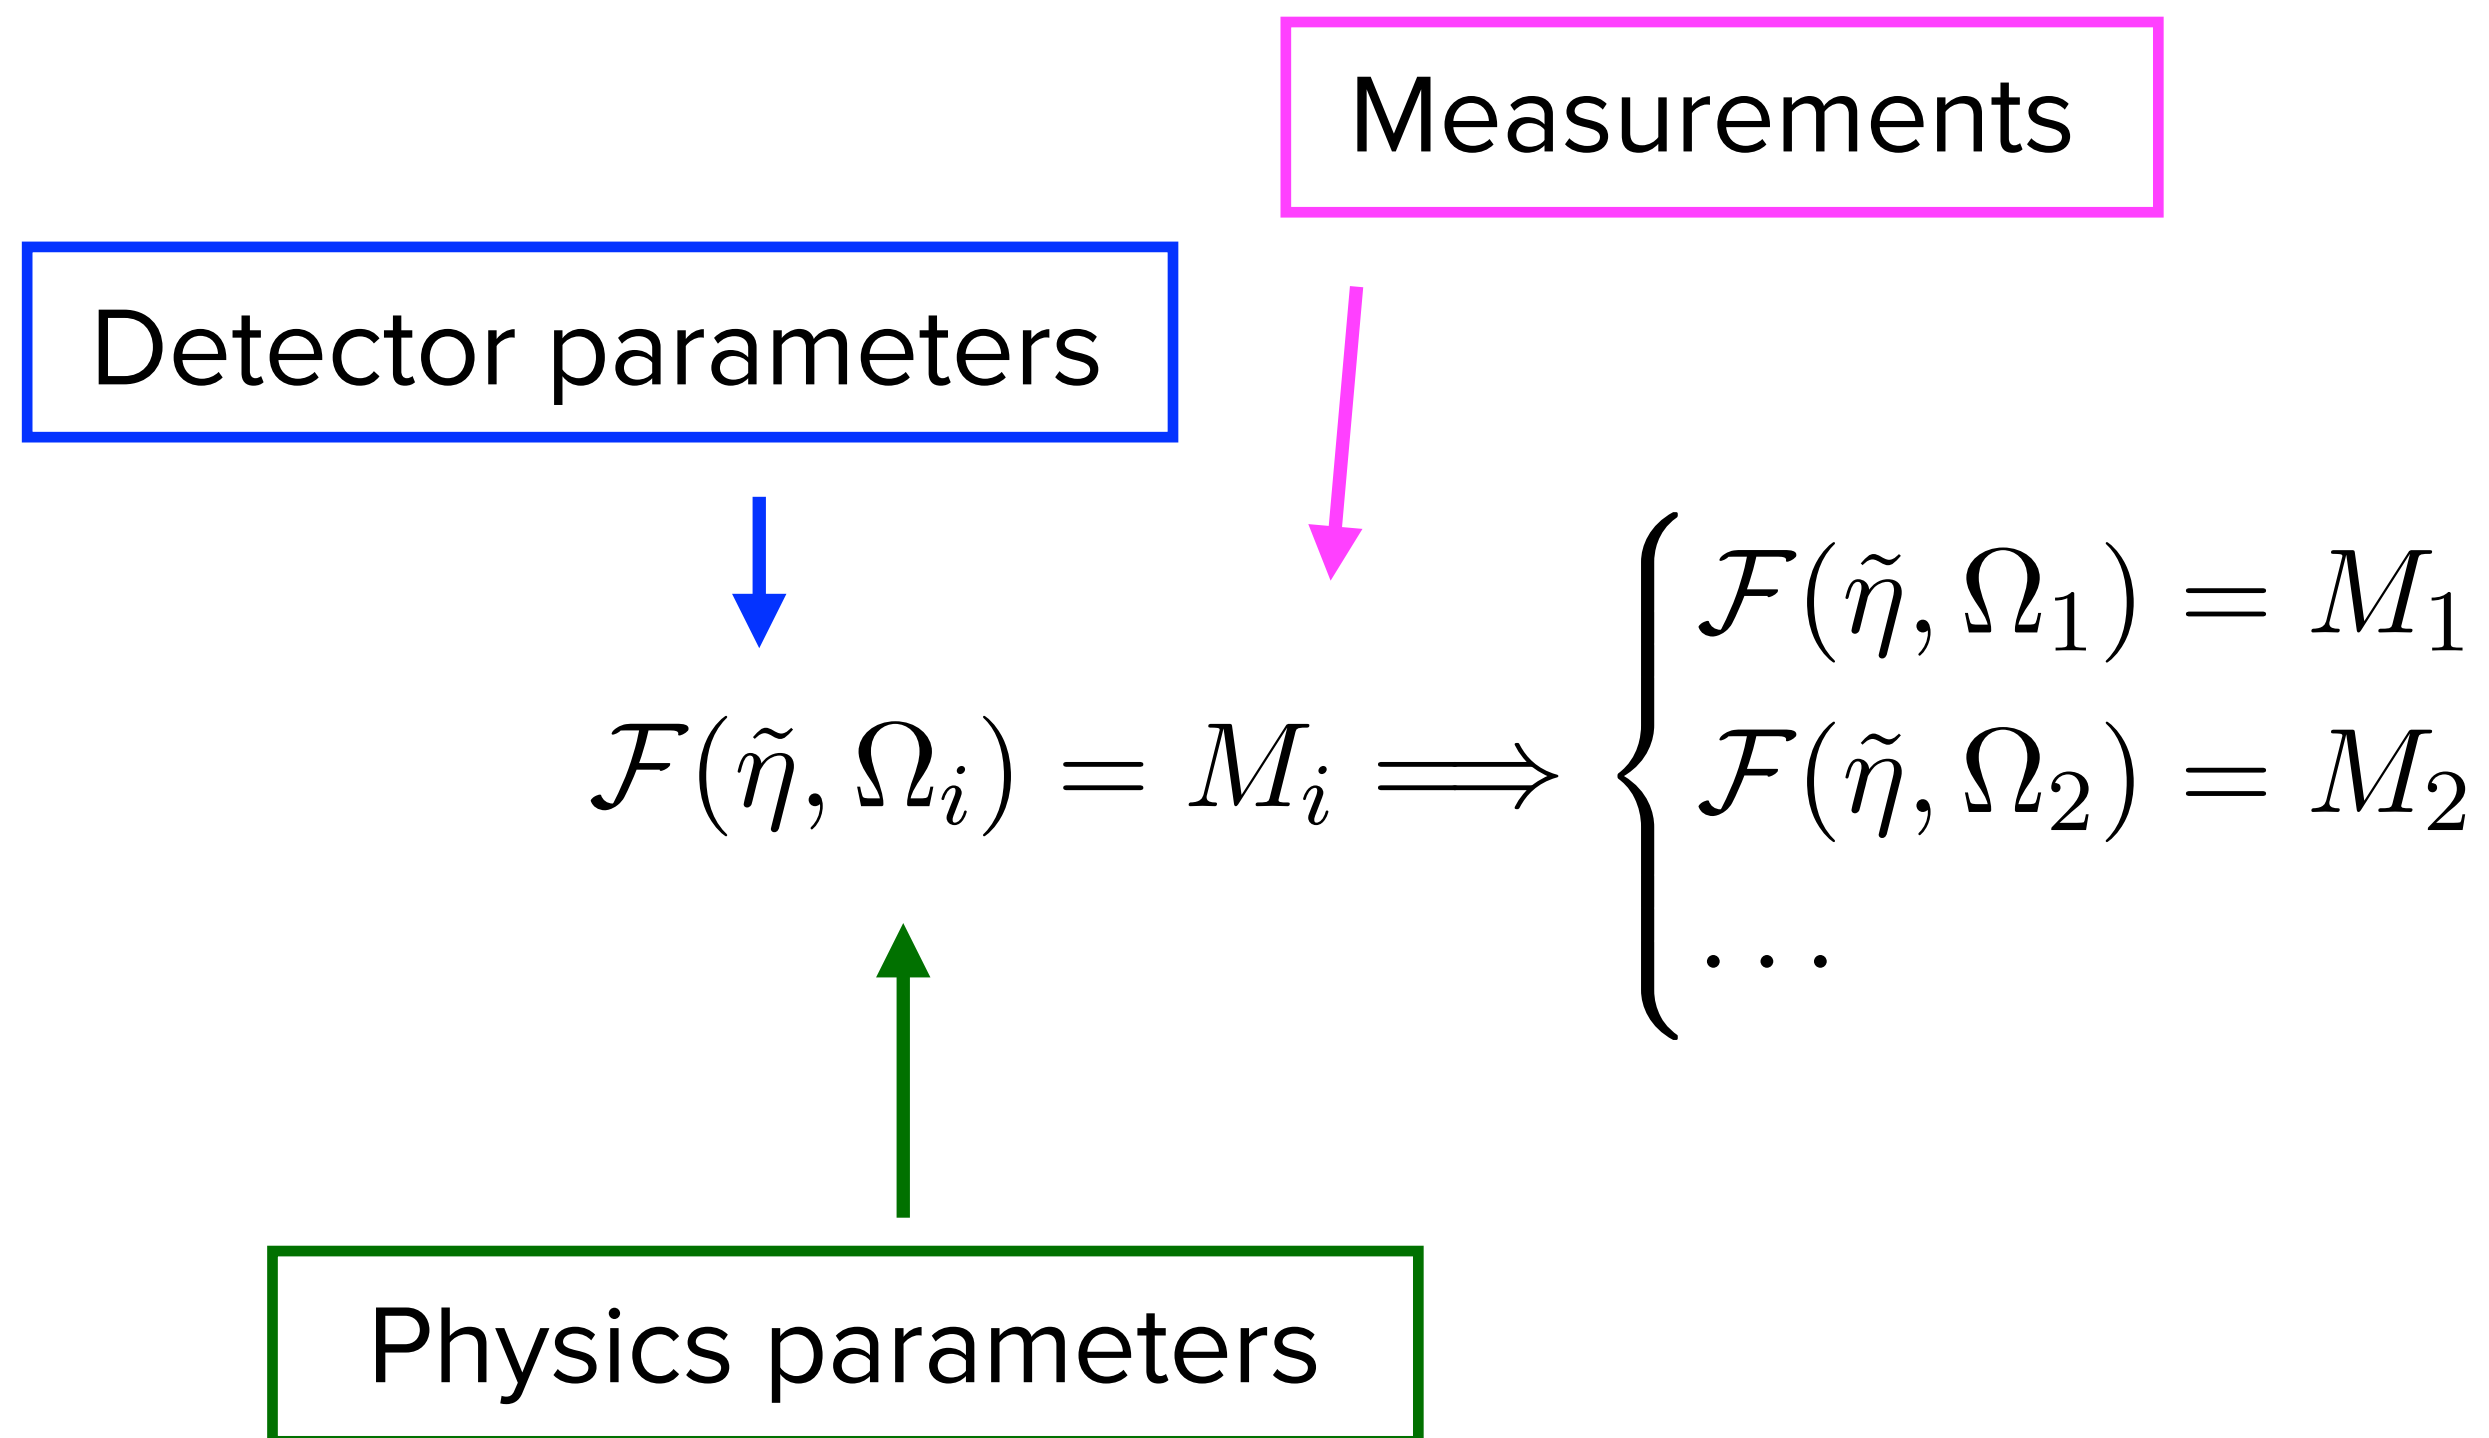 Measurements
Detector parameters
ℱ(η̃, Ωᵢ) = Mᵢ ⟹ {
ℱ(η̃, Ω₁) = M₁
ℱ(η̃, Ω₂) = M₂
...
Physics parameters